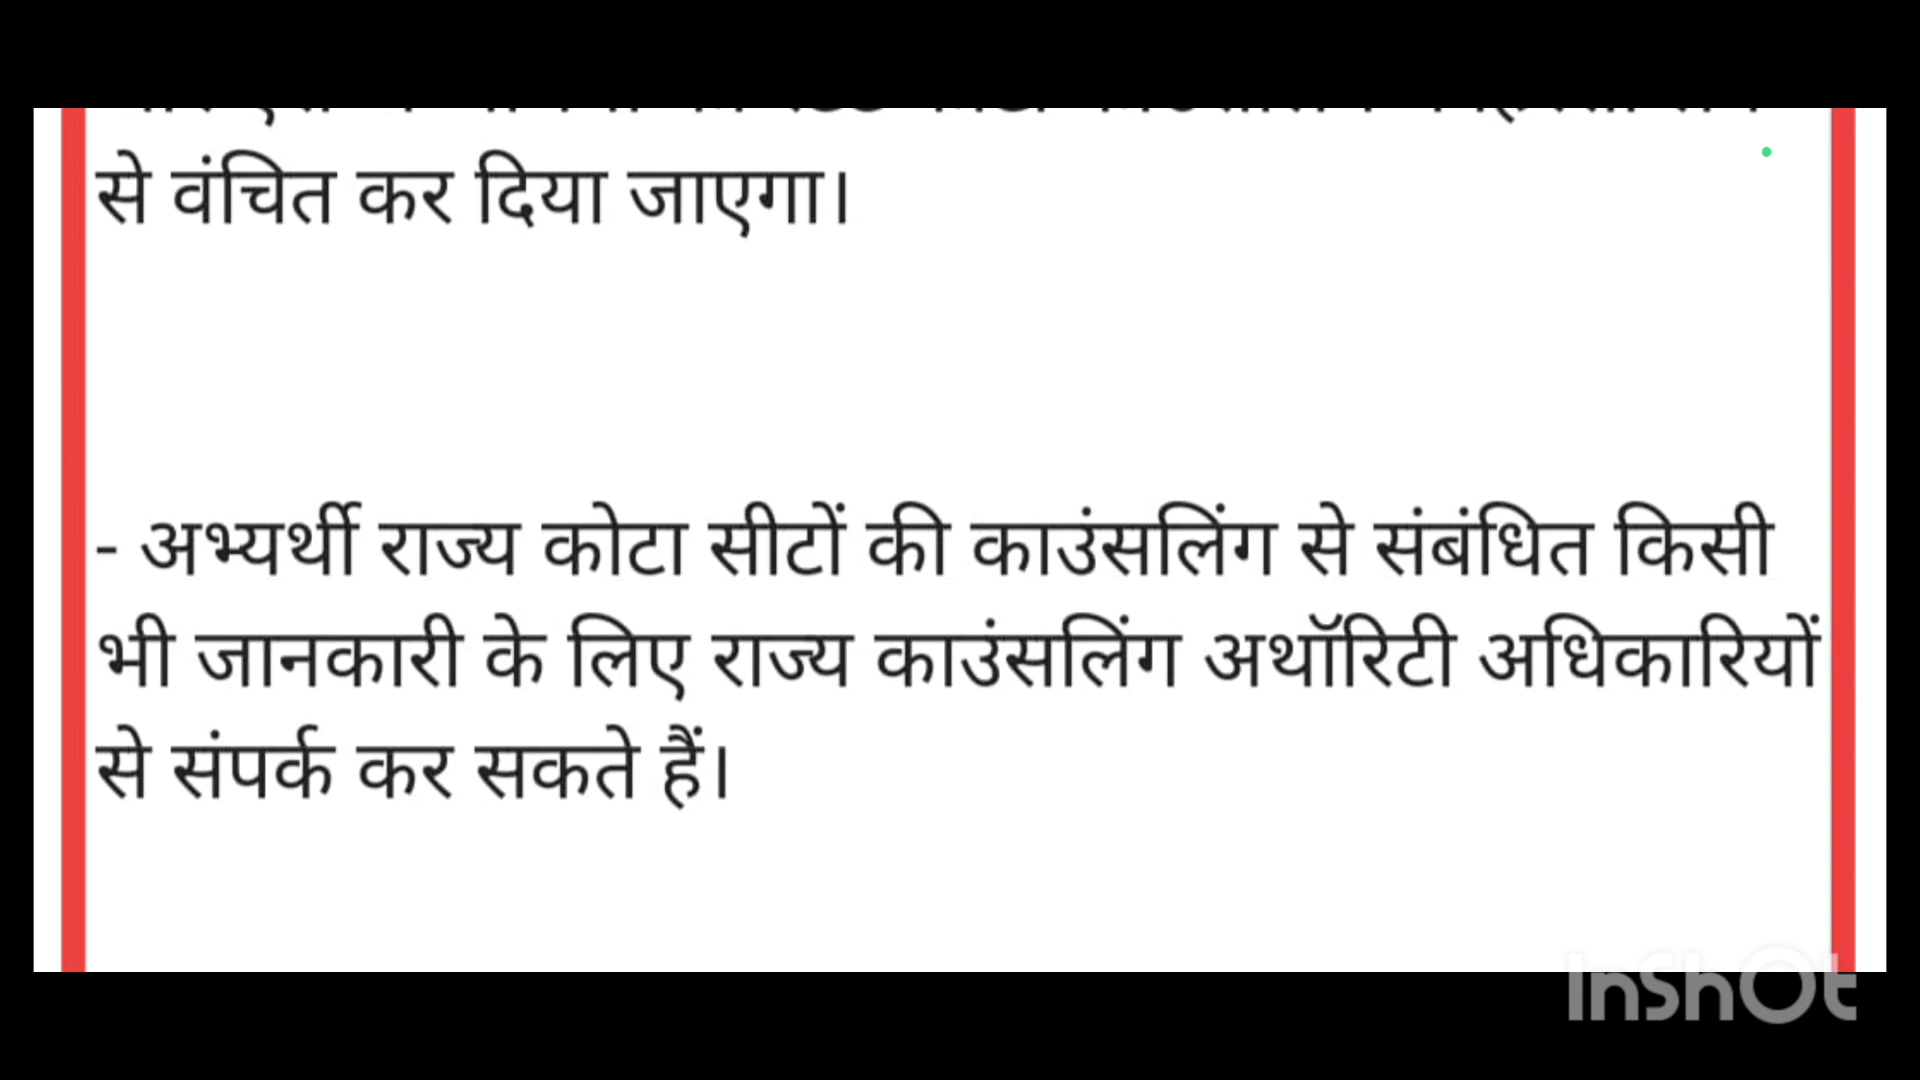 से वंचित कर दिया जाएगा।
- अभ्यर्थी राज्य कोटा सीटों की काउंसलिंग से संबंधित किसी
भी जानकारी के लिए राज्य काउंसलिंग अथॉरिटी अधिकारियों
से संपर्क कर सकते हैं।
InShOt